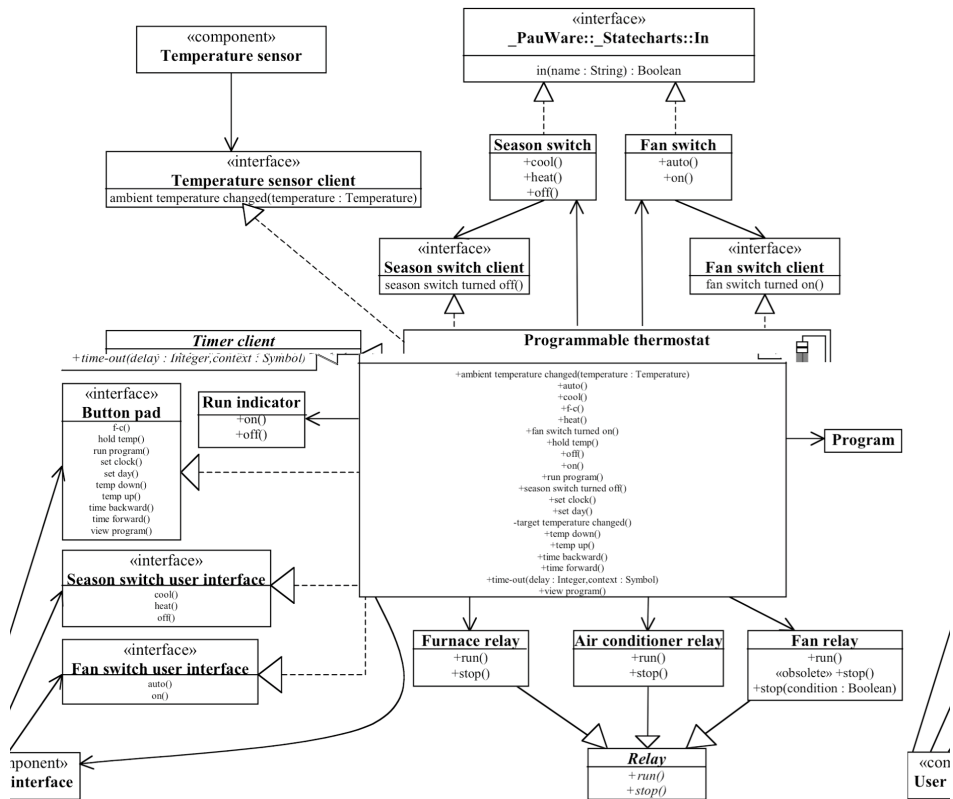 «component»
Temperature sensor
«interface»
_PauWare::_Statecharts::In
in(name : String) : Boolean
«interface»
Temperature sensor client
ambient temperature changed(temperature : Temperature)
Season switch
+cool()
+heat()
+off()
Fan switch
+auto()
+on()
«interface»
Season switch client
season switch turned off()
«interface»
Fan switch client
fan switch turned on()
Timer client
+time-out(delay : Integer,context : Symbol)
Programmable thermostat
+ambient temperature changed(temperature : Temperature)
+auto()
+cool()
+f-c()
+heat()
+fan switch turned on()
+hold temp()
+off()
+on()
+run program()
+season switch turned off()
+set clock()
+set day()
-target temperature changed()
+temp down()
+temp up()
+time backward()
+time forward()
+time-out(delay : Integer,context : Symbol)
+view program()
«interface»
Button pad
f-c()
hold temp()
run program()
set clock()
set day()
temp down()
temp up()
time backward()
time forward()
view program()
Run indicator
+on()
+off()
Program
«interface»
Season switch user interface
cool()
heat()
off()
«interface»
Fan switch user interface
auto()
on()
Furnace relay
+run()
+stop()
Air conditioner relay
+run()
+stop()
Fan relay
+run()
«obsolete» +stop()
+stop(condition : Boolean)
Relay
+run()
+stop()
nponent»
interface
«con
User